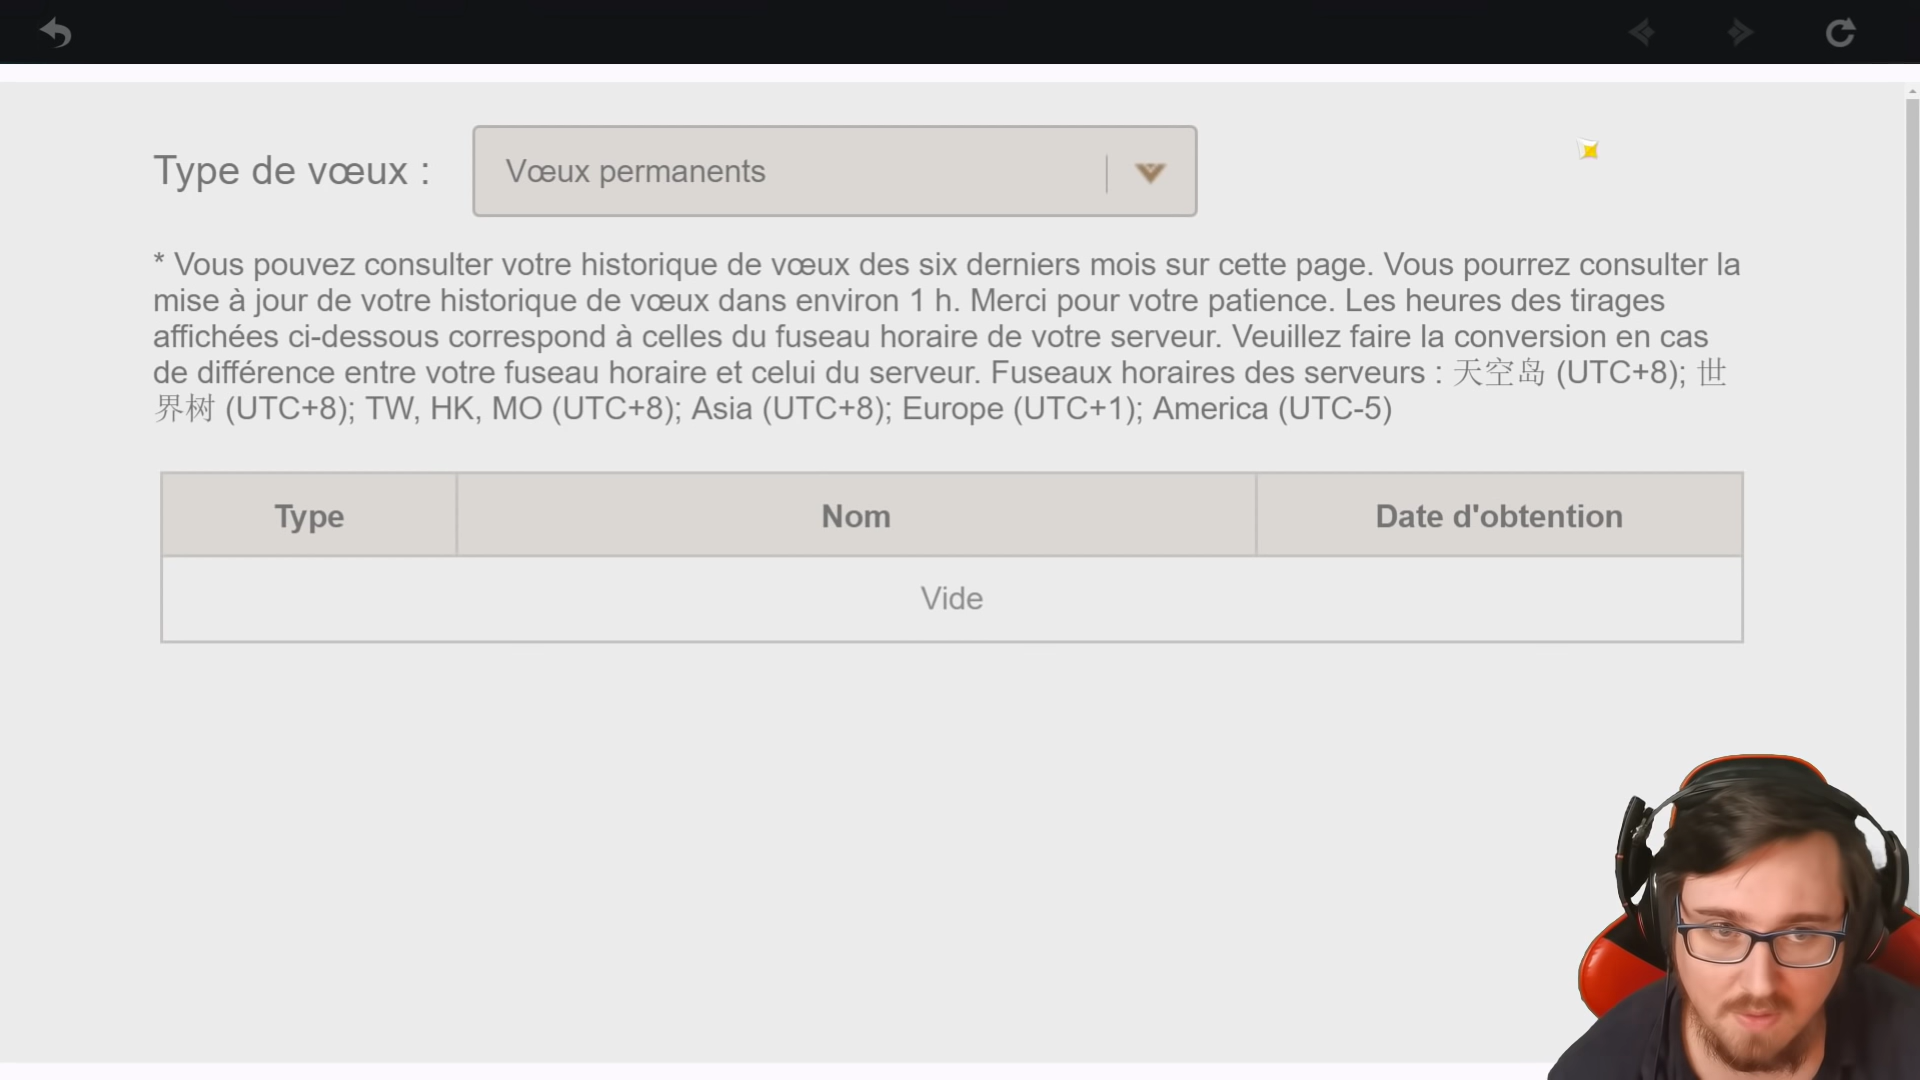 Type de vœux :
Vœux permanents
* Vous pouvez consulter votre historique de vœux des six derniers mois sur cette page. Vous pourrez consulter la
mise à jour de votre historique de vœux dans environ 1 h. Merci pour votre patience. Les heures des tirages
affichées ci-dessous correspond à celles du fuseau horaire de votre serveur. Veuillez faire la conversion en cas
de différence entre votre fuseau horaire et celui du serveur. Fuseaux horaires des serveurs : 天空岛 (UTC+8); 世
界树 (UTC+8); TW, HK, MO (UTC+8); Asia (UTC+8); Europe (UTC+1); America (UTC-5)
Type Nom Date d'obtention
Vide